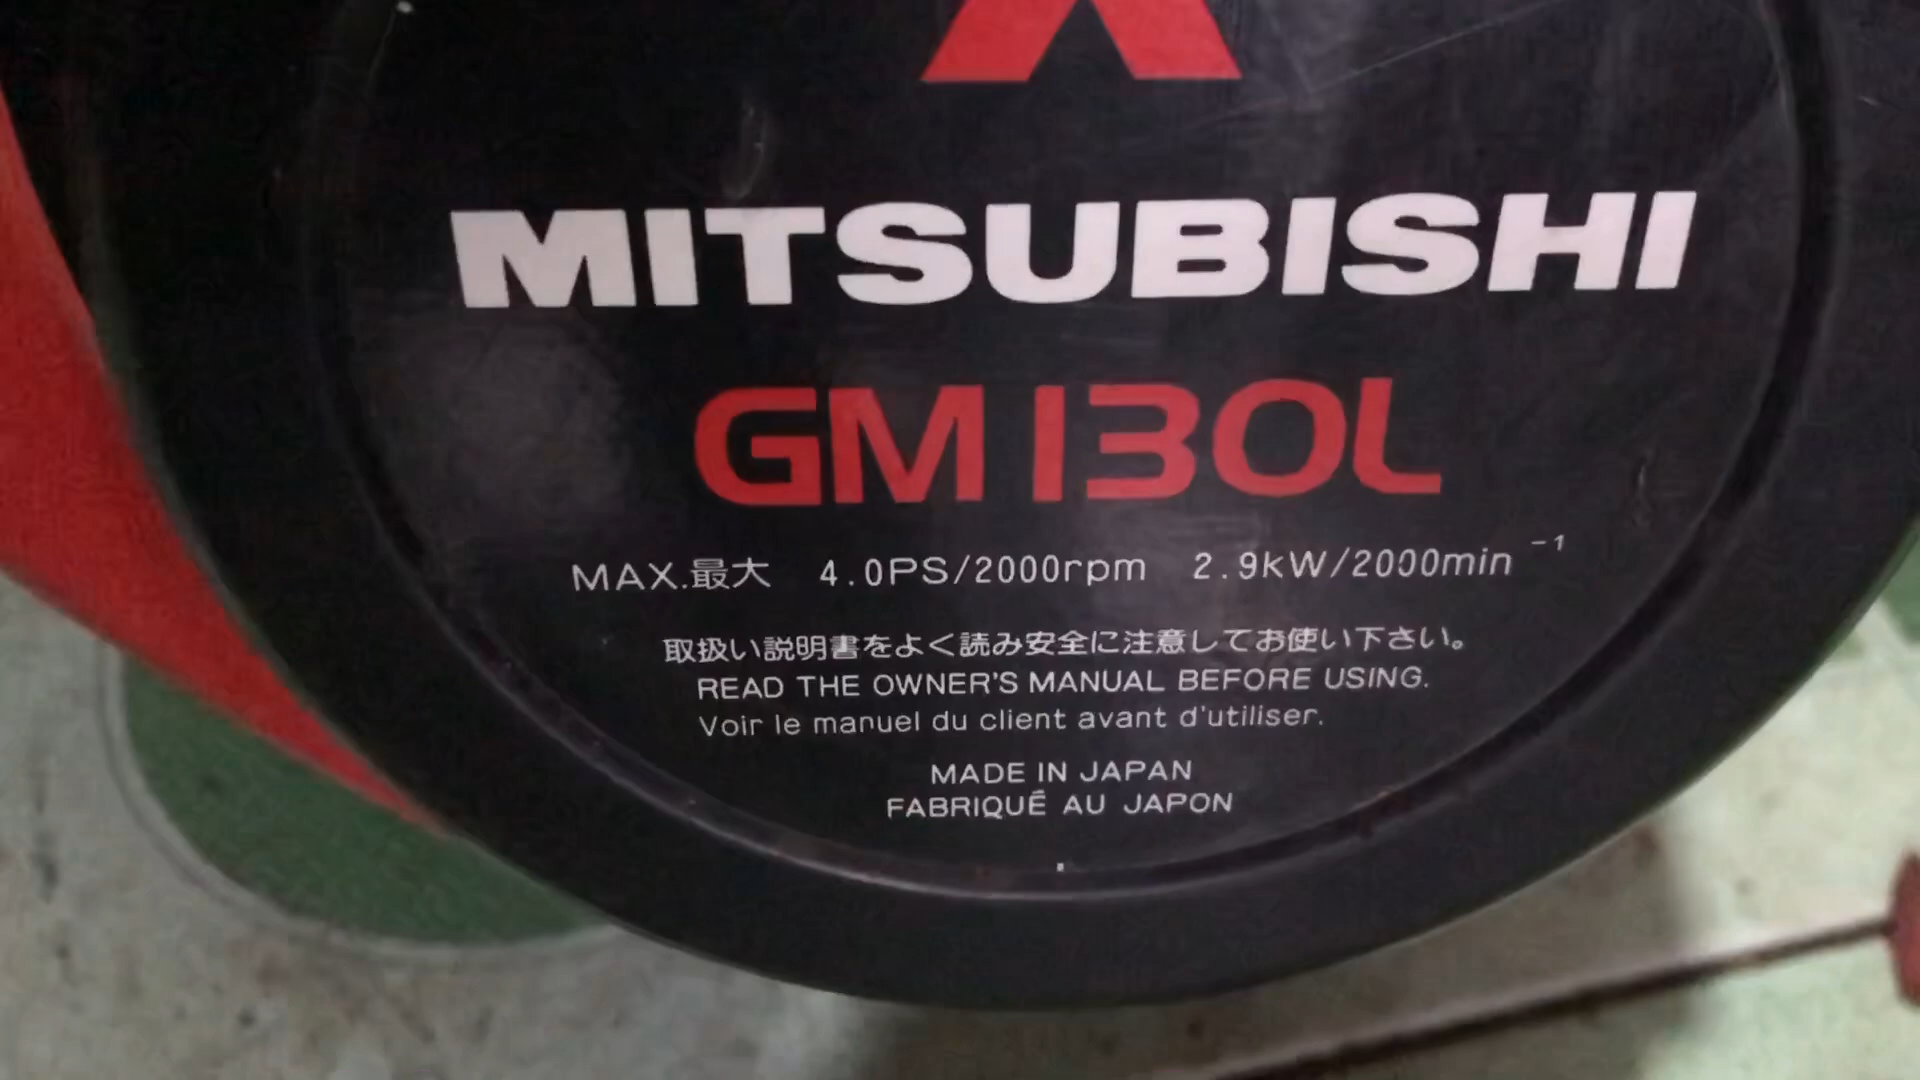 MITSUBISHI
GM130L
MAX.最大 4.0PS/2000rpm 2.9kW/2000min⁻¹
取扱い説明書をよく読み安全に注意してお使い下さい。
READ THE OWNER'S MANUAL BEFORE USING.
Voir le manuel du client avant d'utiliser.
MADE IN JAPAN
FABRIQUÉ AU JAPON